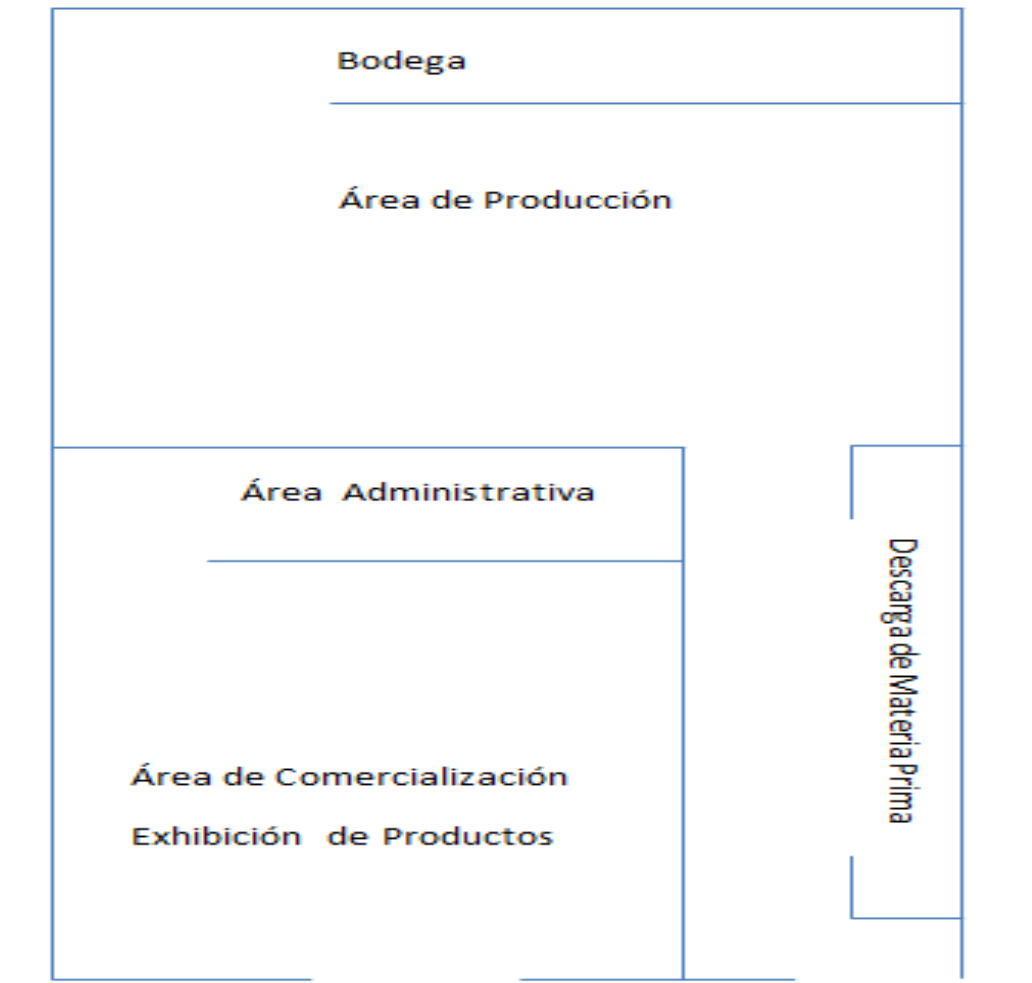 Bodega
Área de Producción
Área Administrativa
Descarga de Materia Prima
Área de Comercialización
Exhibición de Productos